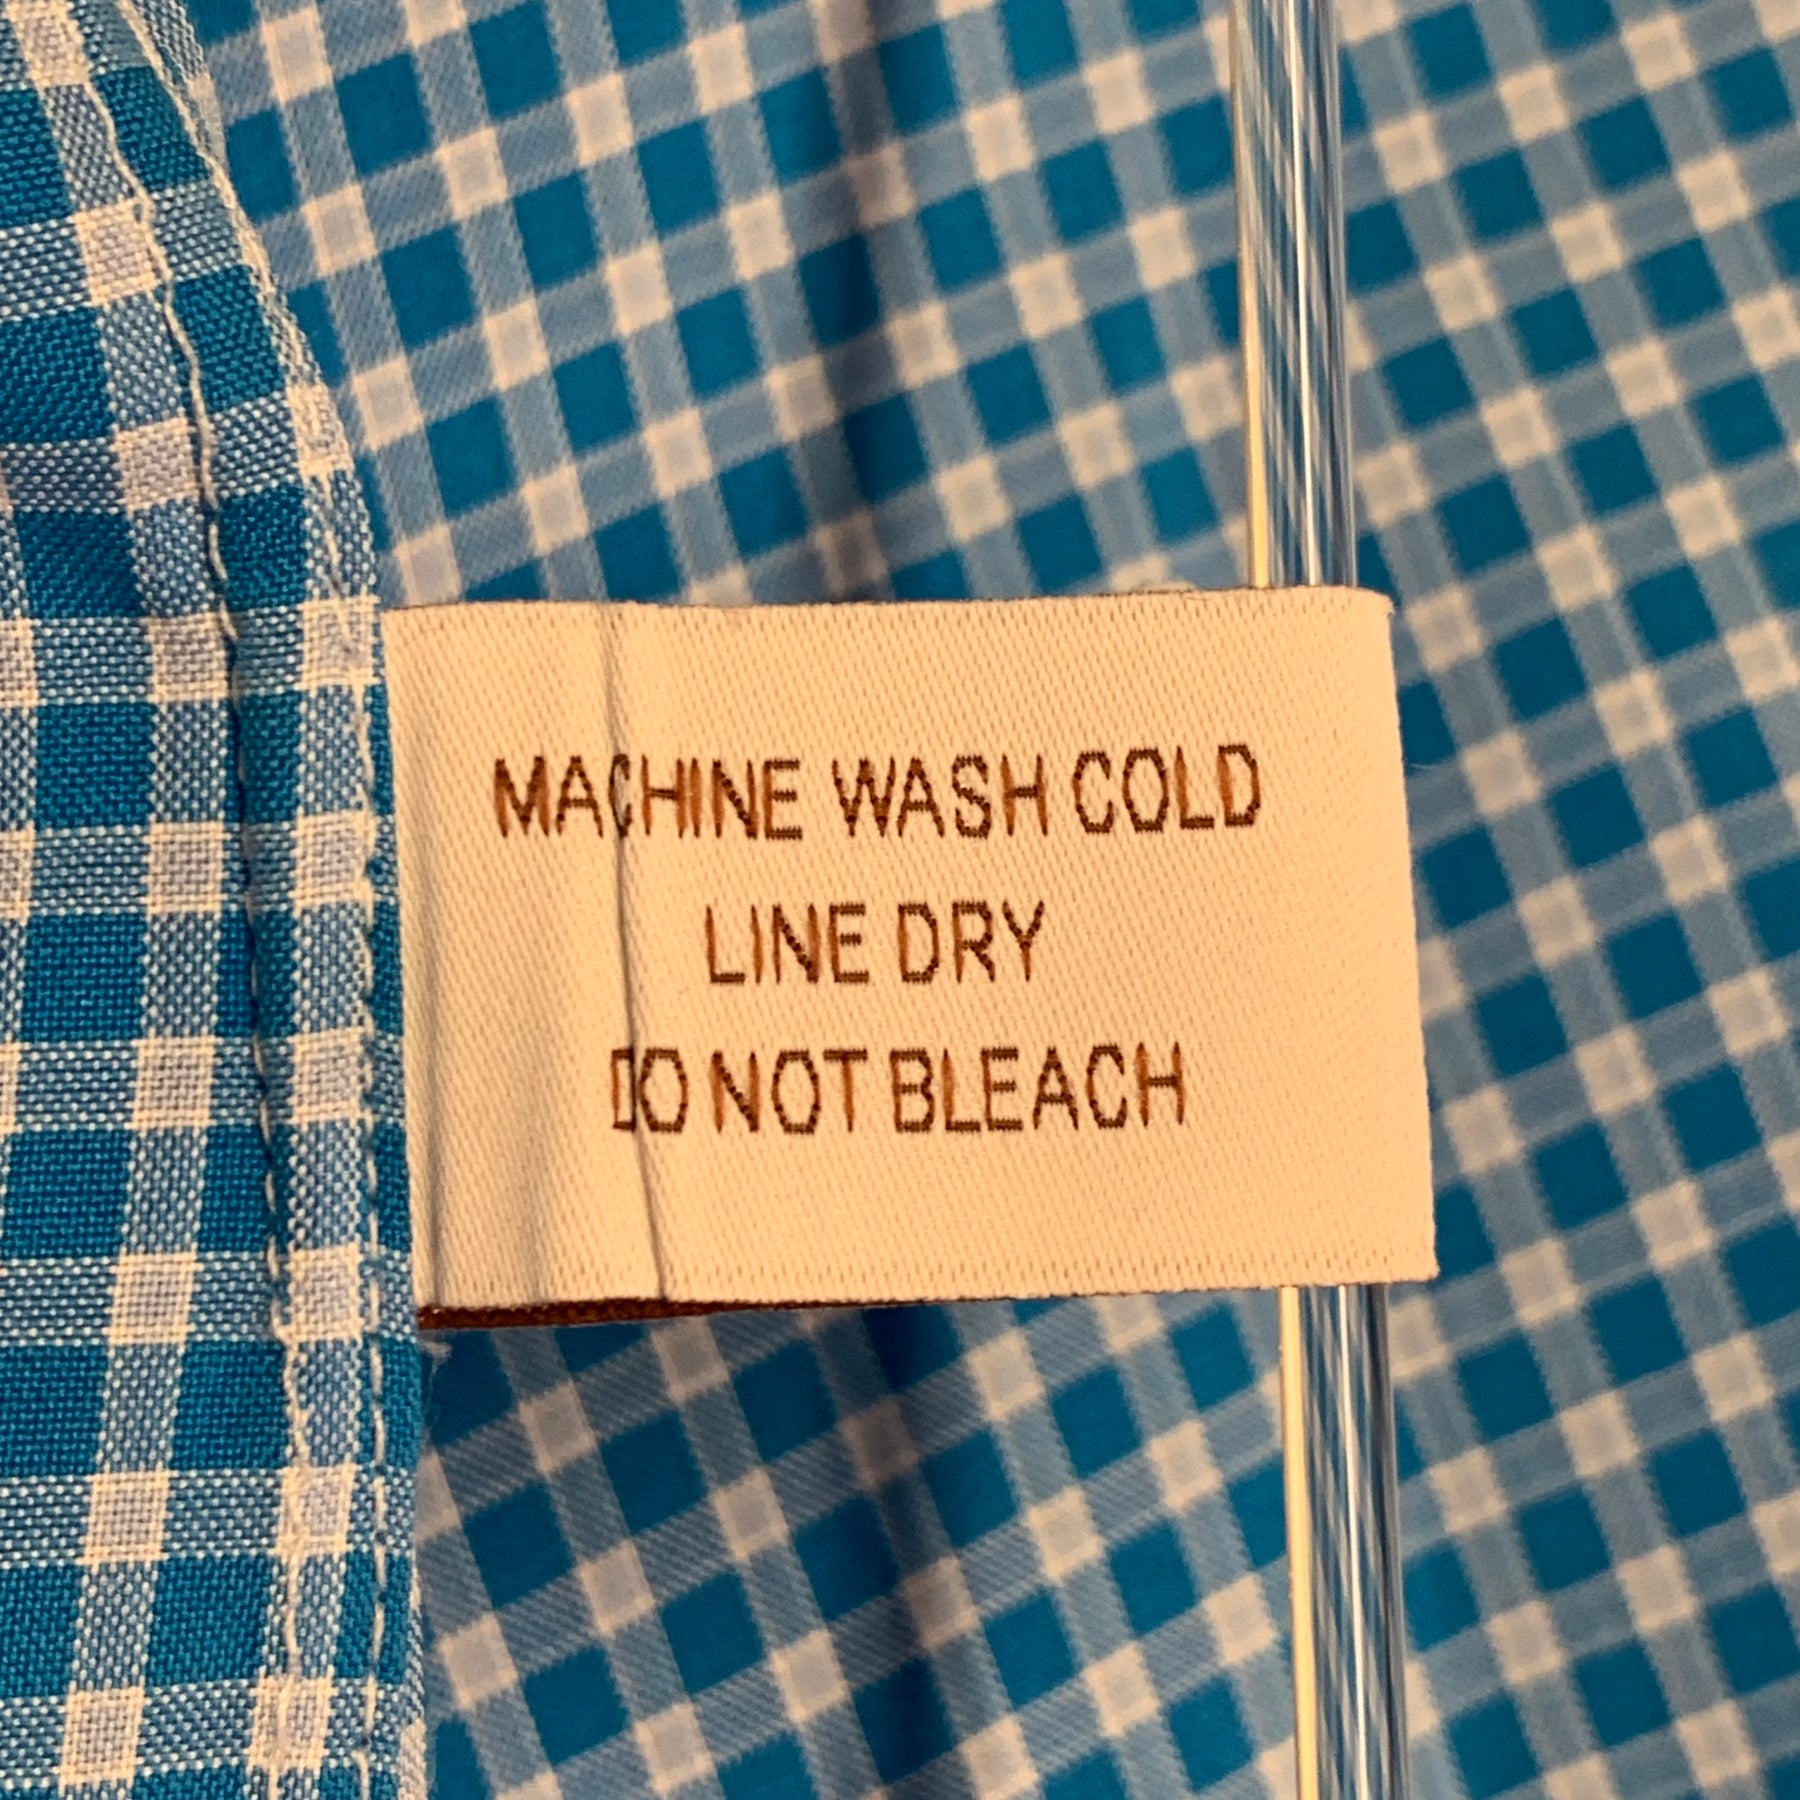 MACHINE WASH COLD
LINE DRY
DO NOT BLEACH